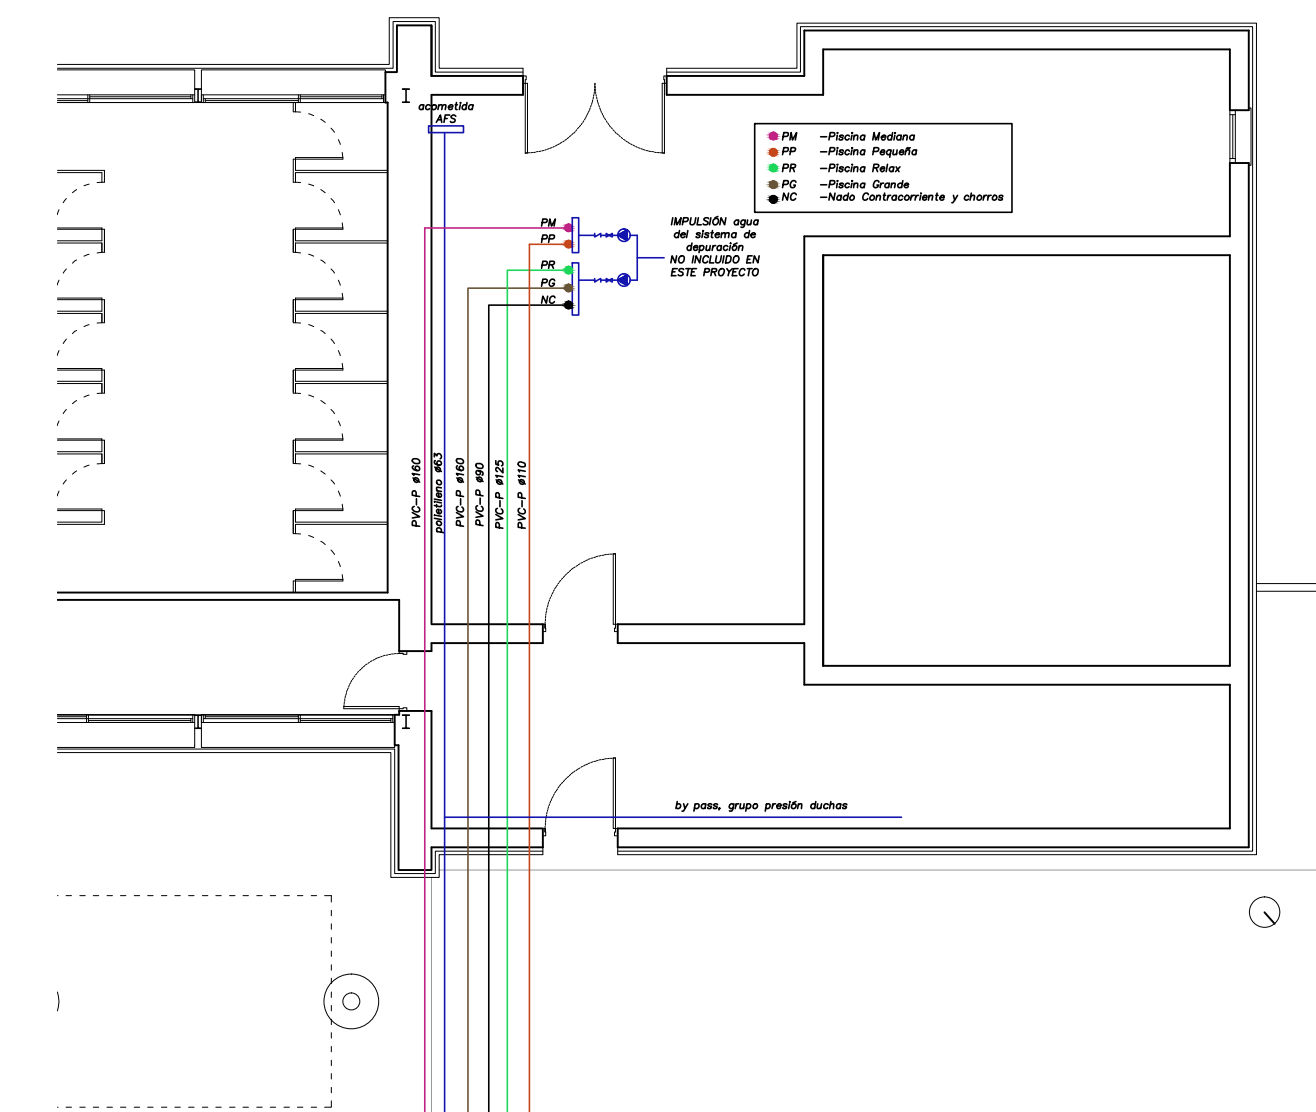 acometida
AFS
PM —Piscina Mediana
PP —Piscina Pequeña
PR —Piscina Relax
PG —Piscina Grande
NC —Nado Contracorriente y chorros
PM
PP
PR
PG
NC
IMPULSIÓN agua
del sistema de
depuración
NO INCLUIDO EN
ESTE PROYECTO
PVC—P ø160
polietileno ø63
PVC—P ø160
PVC—P ø90
PVC—P ø125
PVC—P ø110
by pass, grupo presión duchas